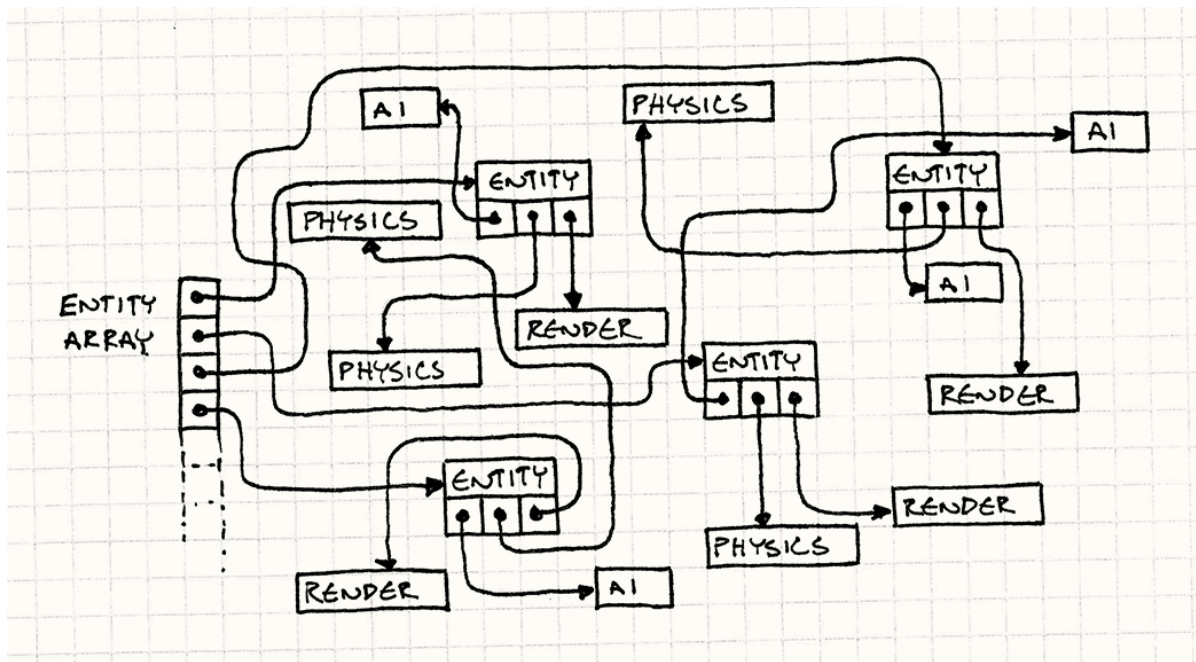 AI
PHYSICS
AI
ENTITY
ENTITY
PHYSICS
AI
ENTITY
ARRAY
RENDER
PHYSICS
ENTITY
RENDER
ENTITY
RENDER
PHYSICS
RENDER
AI